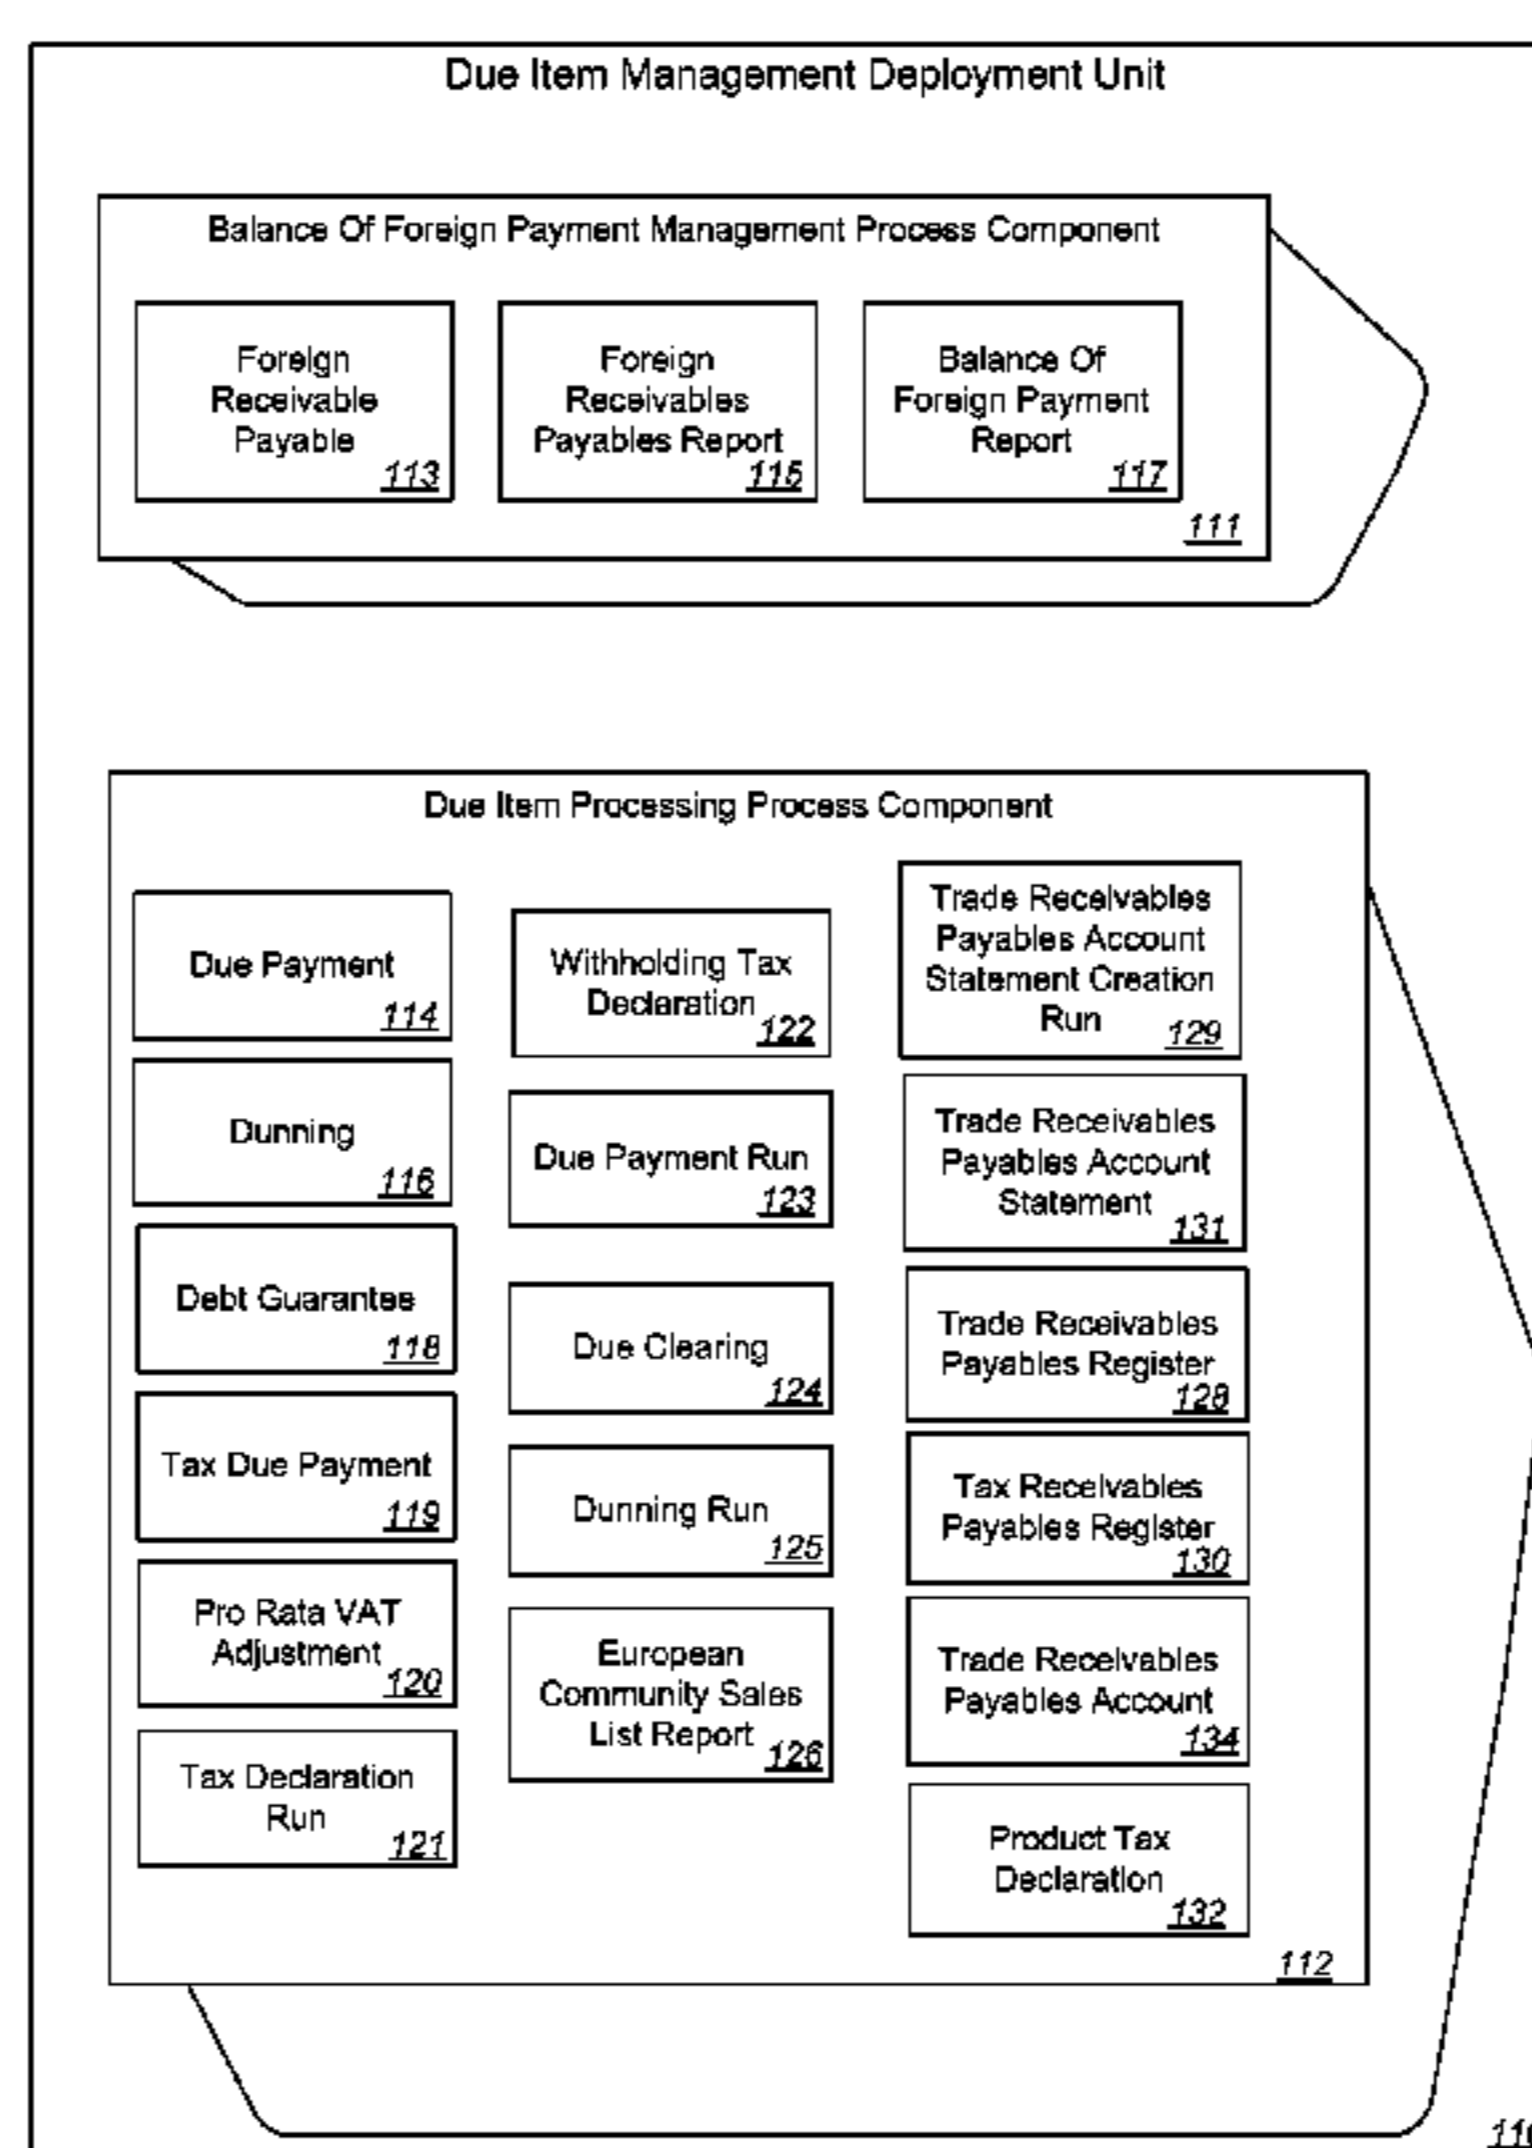 Due Item Management Deployment Unit
Balance Of Foreign Payment Management Process Component
Foreign
Receivable
Payable
113
Foreign
Receivables
Payables Report
115
Balance Of
Foreign Payment
Report
117
111
Due Item Processing Process Component
Due Payment
114
Dunning
116
Debt Guarantee
118
Tax Due Payment
119
Pro Rata VAT
Adjustment
120
Tax Declaration
Run
121
Withholding Tax
Declaration
122
Due Payment Run
123
Due Clearing
124
Dunning Run
125
European
Community Sales
List Report
126
Trade Receivables
Payables Account
Statement Creation
Run
129
Trade Receivables
Payables Account
Statement
131
Trade Receivables
Payables Register
128
Tax Receivables
Payables Register
130
Trade Receivables
Payables Account
134
Product Tax
Declaration
132
112